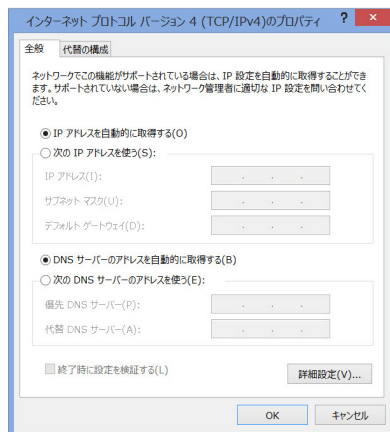 インターネット プロトコル バージョン 4 (TCP/IPv4)のプロパティ
?
×
全般
代替の構成
ネットワークでこの機能がサポートされている場合は、IP 設定を自動的に取得することができ
ます。サポートされていない場合は、ネットワーク管理者に適切な IP 設定を問い合わせてく
ださい。
IP アドレスを自動的に取得する(O)
次の IP アドレスを使う(S):
IP アドレス(I):
サブネット マスク(U):
デフォルト ゲートウェイ(D):
DNS サーバーのアドレスを自動的に取得する(B)
次の DNS サーバーのアドレスを使う(E):
優先 DNS サーバー(P):
代替 DNS サーバー(A):
終了時に設定を検証する(L)
詳細設定(V)...
OK
キャンセル